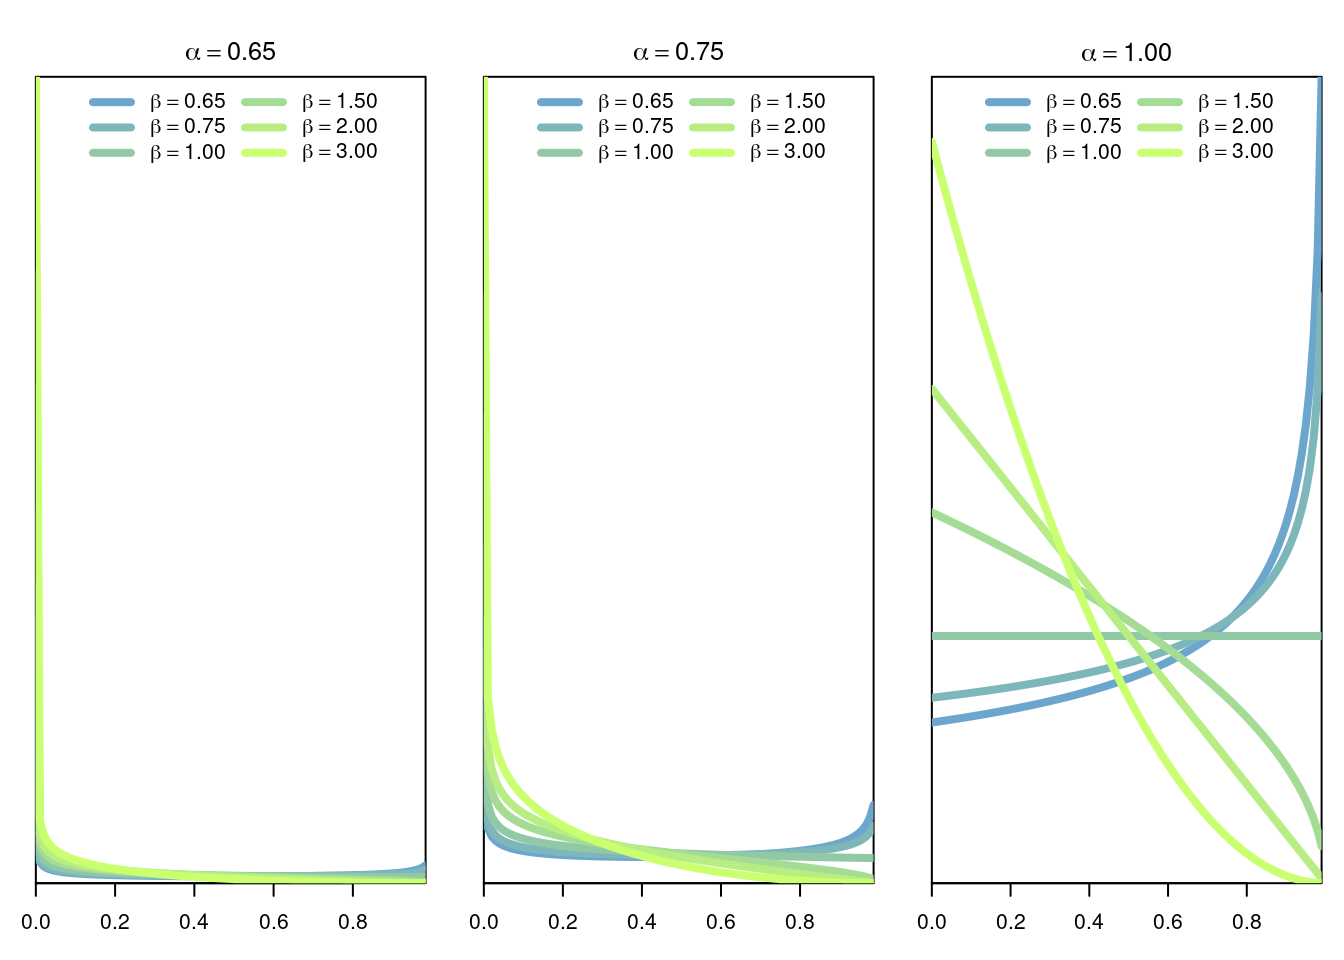 α = 0.65
β = 0.65 β = 1.50
β = 0.75 β = 2.00
β = 1.00 β = 3.00
0.0 0.2 0.4 0.6 0.8
α = 0.75
β = 0.65 β = 1.50
β = 0.75 β = 2.00
β = 1.00 β = 3.00
0.0 0.2 0.4 0.6 0.8
α = 1.00
β = 0.65 β = 1.50
β = 0.75 β = 2.00
β = 1.00 β = 3.00
0.0 0.2 0.4 0.6 0.8